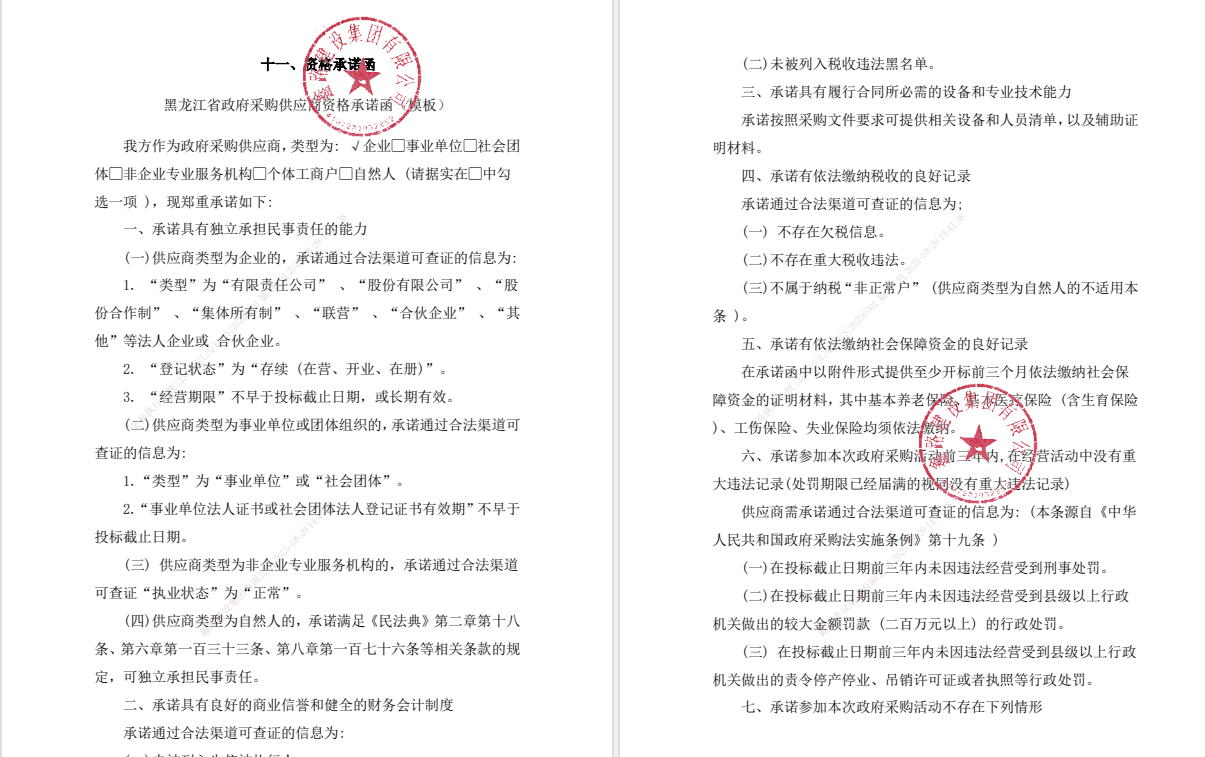 十一、资格承诺函
黑龙江省政府采购供应商资格承诺函（模板）
我方作为政府采购供应商，类型为: √企业□事业单位□社会团
体□非企业专业服务机构□个体工商户□自然人 (请据实在□中勾
选一项 )，现郑重承诺如下:
一、承诺具有独立承担民事责任的能力
(一)供应商类型为企业的，承诺通过合法渠道可查证的信息为:
1. “类型”为“有限责任公司” 、“股份有限公司” 、“股
份合作制” 、“集体所有制” 、“联营” 、“合伙企业” 、“其
他”等法人企业或 合伙企业。
2. “登记状态”为“存续 (在营、开业、在册)”。
3. “经营期限”不早于投标截止日期，或长期有效。
(二)供应商类型为事业单位或团体组织的，承诺通过合法渠道可
查证的信息为:
1.“类型”为“事业单位”或“社会团体”。
2.“事业单位法人证书或社会团体法人登记证书有效期”不早于
投标截止日期。
(三) 供应商类型为非企业专业服务机构的，承诺通过合法渠道
可查证“执业状态”为“正常”。
(四)供应商类型为自然人的，承诺满足《民法典》第二章第十八
条、第六章第一百三十三条、第八章第一百七十六条等相关条款的规
定，可独立承担民事责任。
二、承诺具有良好的商业信誉和健全的财务会计制度
承诺通过合法渠道可查证的信息为:
(二)未被列入税收违法黑名单。
三、承诺具有履行合同所必需的设备和专业技术能力
承诺按照采购文件要求可提供相关设备和人员清单，以及辅助证
明材料。
四、承诺有依法缴纳税收的良好记录
承诺通过合法渠道可查证的信息为;
(一) 不存在欠税信息。
(二)不存在重大税收违法。
(三)不属于纳税“非正常户” (供应商类型为自然人的不适用本
条 )。
五、承诺有依法缴纳社会保障资金的良好记录
在承诺函中以附件形式提供至少开标前三个月依法缴纳社会保
障资金的证明材料，其中基本养老保险、基本医疗保险 (含生育保险
)、工伤保险、失业保险均须依法缴纳。
六、承诺参加本次政府采购活动前三年内,在经营活动中没有重
大违法记录(处罚期限已经届满的视同没有重大违法记录)
供应商需承诺通过合法渠道可查证的信息为: (本条源自《中华
人民共和国政府采购法实施条例》第十九条 )
(一)在投标截止日期前三年内未因违法经营受到刑事处罚。
(二)在投标截止日期前三年内未因违法经营受到县级以上行政
机关做出的较大金额罚款 (二百万元以上) 的行政处罚。
(三) 在投标截止日期前三年内未因违法经营受到县级以上行政
机关做出的责令停产停业、吊销许可证或者执照等行政处罚。
七、承诺参加本次政府采购活动不存在下列情形